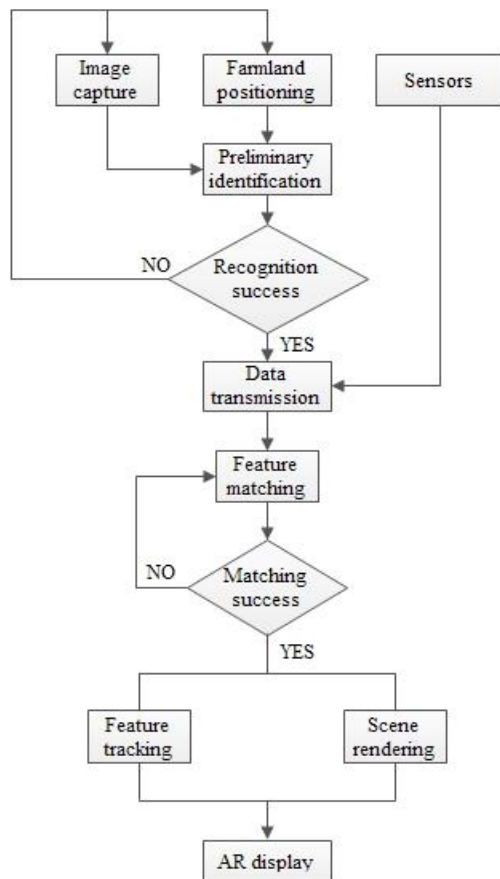 Image
capture
Farmland
positioning
Sensors
Preliminary
identification
NO
Recognition
success
YES
Data
transmission
Feature
matching
NO
Matching
success
YES
Feature
tracking
Scene
rendering
AR display